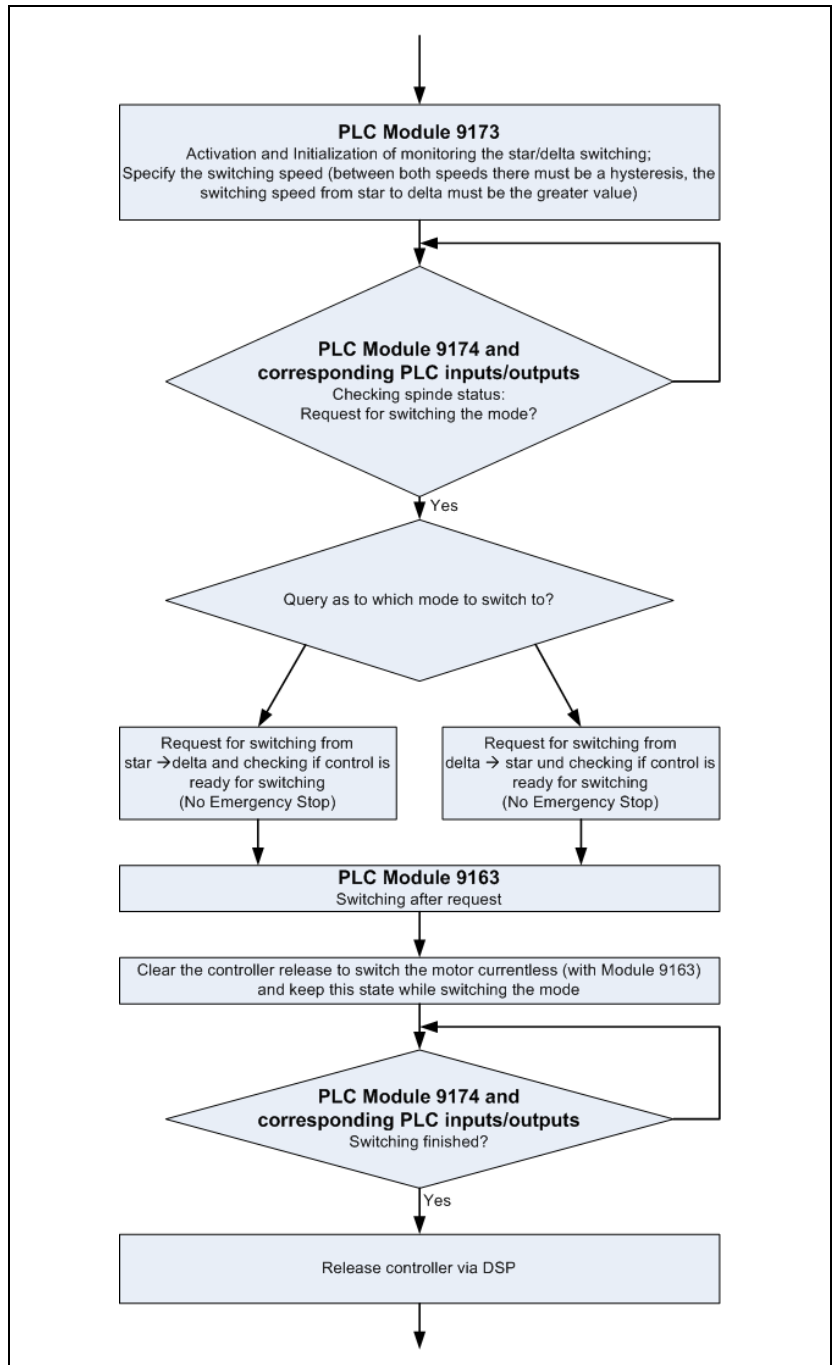 PLC Module 9173
Activation and Initialization of monitoring the star/delta switching;
Specify the switching speed (between both speeds there must be a hysteresis, the
switching speed from star to delta must be the greater value)
PLC Module 9174 and
corresponding PLC inputs/outputs
Checking spinde status:
Request for switching the mode?
Yes
Query as to which mode to switch to?
Request for switching from
star →delta and checking if control is
ready for switching
(No Emergency Stop)
Request for switching from
delta → star und checking if control is
ready for switching
(No Emergency Stop)
PLC Module 9163
Switching after request
Clear the controller release to switch the motor currentless (with Module 9163)
and keep this state while switching the mode
PLC Module 9174 and
corresponding PLC inputs/outputs
Switching finished?
Yes
Release controller via DSP